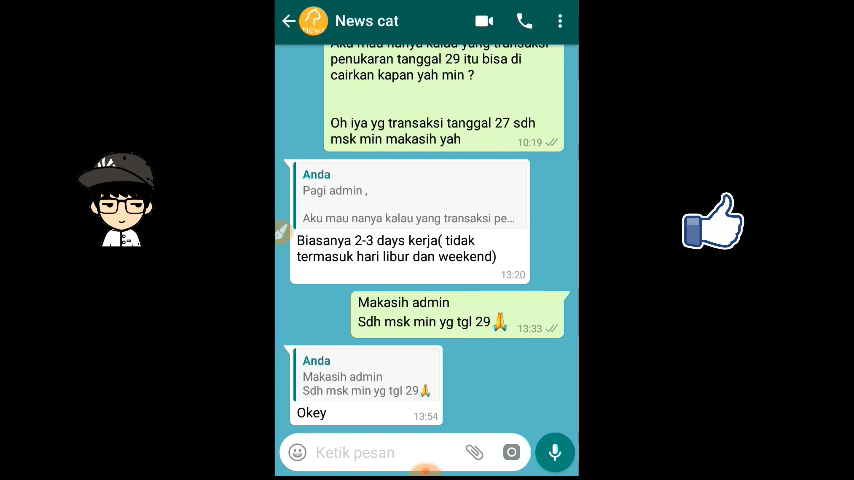 News cat
Aku mau nanya kalau yang transaksi
penukaran tanggal 29 itu bisa di
cairkan kapan yah min ?
Oh iya yg transaksi tanggal 27 sdh
msk min makasih yah
10:19
Anda
Pagi admin ,
Aku mau nanya kalau yang transaksi pe...
Biasanya 2-3 days kerja( tidak
termasuk hari libur dan weekend)
13:20
Makasih admin
Sdh msk min yg tgl 29🙏
13:33
Anda
Makasih admin
Sdh msk min yg tgl 29🙏
Okey
13:54
Ketik pesan